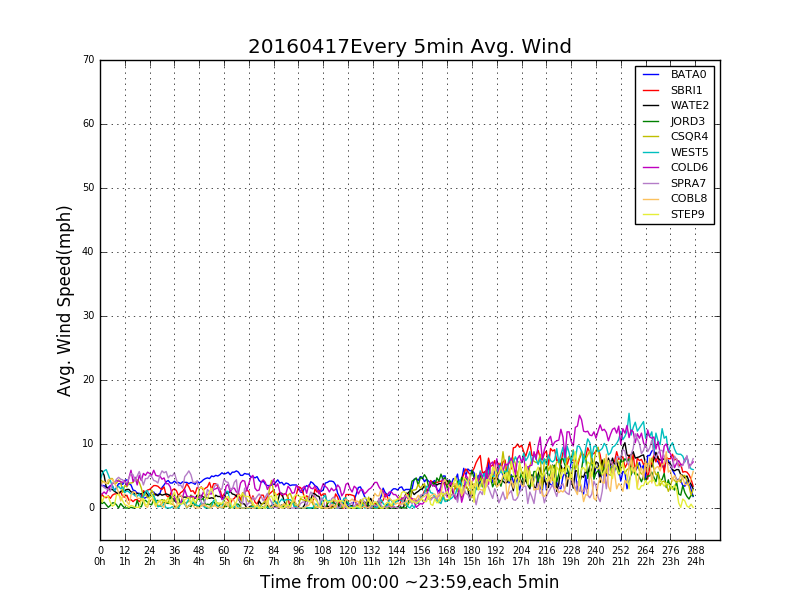 20160417Every 5min Avg. Wind
Avg. Wind Speed(mph)
70
60
50
40
30
20
10
0
BATA0
SBRI1
WATE2
JORD3
CSQR4
WEST5
COLD6
SPRA7
COBL8
STEP9
0 12 24 36 48 60 72 84 96 108 120 132 144 156 168 180 192 204 216 228 240 252 264 276 288
0h 1h 2h 3h 4h 5h 6h 7h 8h 9h 10h 11h 12h 13h 14h 15h 16h 17h 18h 19h 20h 21h 22h 23h 24h
Time from 00:00 ~23:59,each 5min